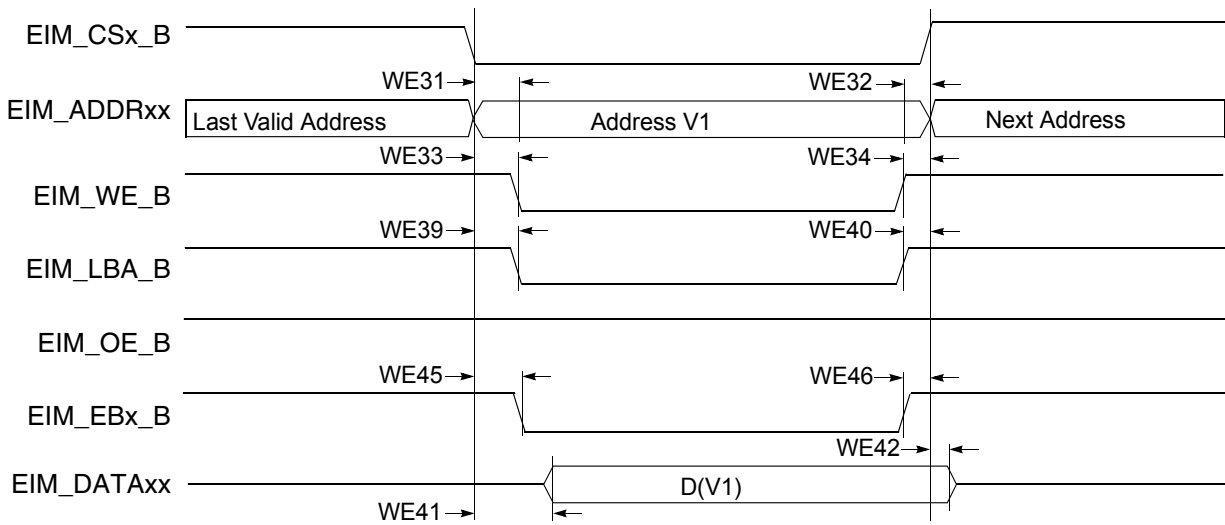 EIM_CSx_B
WE31
WE32
EIM_ADDRxx
Last Valid Address
Address V1
Next Address
WE33
WE34
EIM_WE_B
WE39
WE40
EIM_LBA_B
EIM_OE_B
WE45
WE46
EIM_EBx_B
WE42
EIM_DATAxx
D(V1)
WE41